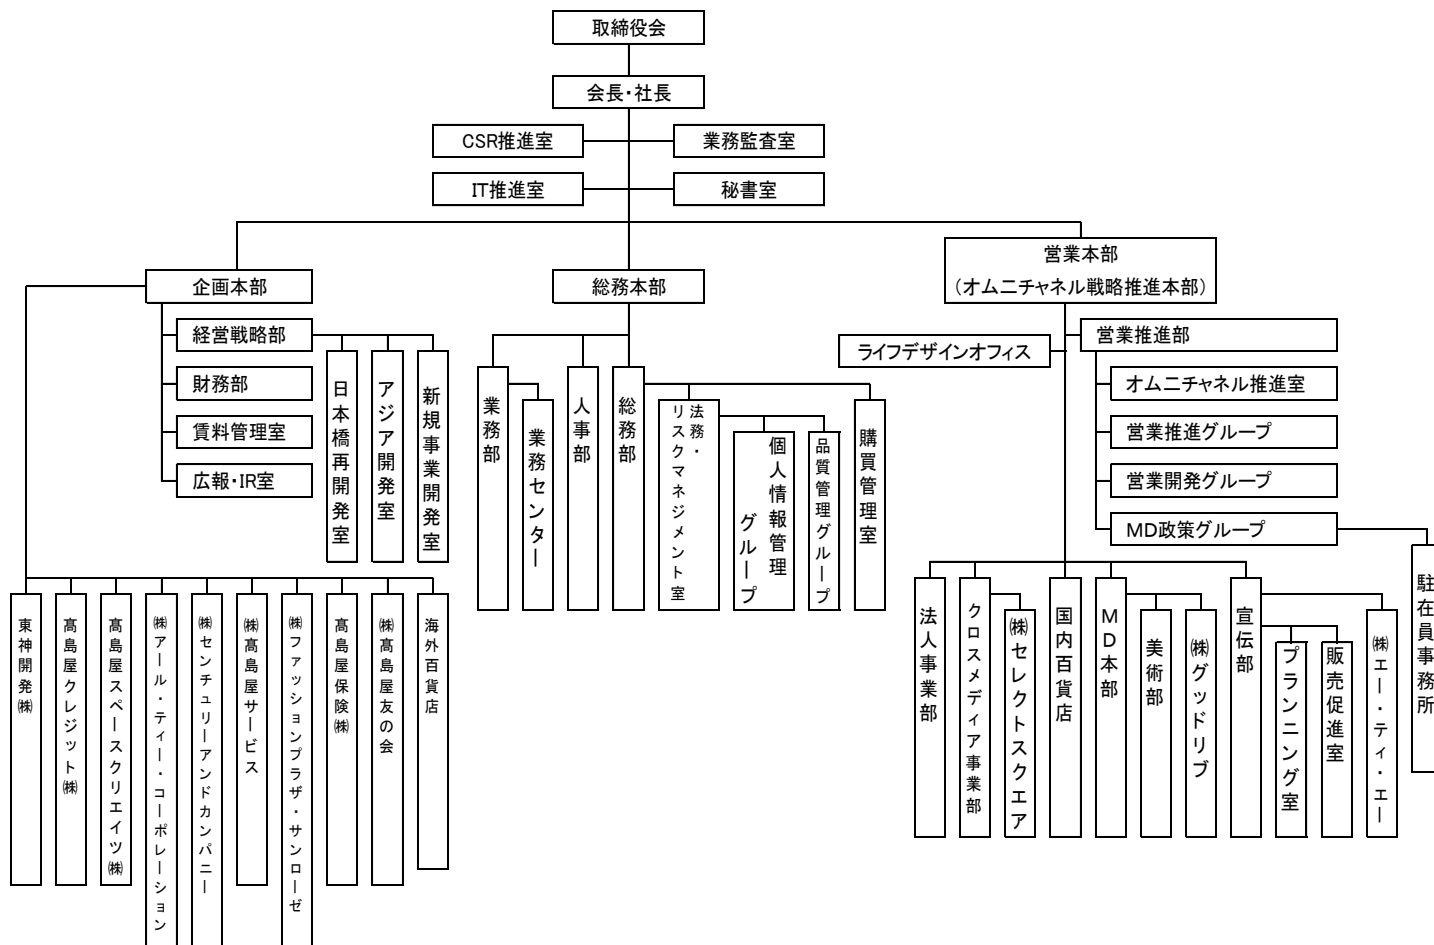 取締役会
会長・社長
CSR推進室
業務監査室
IT推進室
秘書室
企画本部
総務本部
営業本部
（オムニチャネル戦略推進本部）
経営戦略部
財務部
賃料管理室
広報・IR室
日本橋再開発室
アジア開発室
新規事業開発室
業務部
業務センター
人事部
総務部
法務・
リスクマネジメント室
個人情報管理
グループ
品質管理グループ
購買管理室
ライフデザインオフィス
営業推進部
オムニチャネル推進室
営業推進グループ
営業開発グループ
MD政策グループ
駐在員事務所
東神開発㈱
髙島屋クレジット㈱
髙島屋スペースクリエイツ㈱
㈱アール・ティー・コーポレーション
㈱センチュリーアンドカンパニー
㈱髙島屋サービス
㈱ファッションプラザ・サンローゼ
髙島屋保険㈱
㈱髙島屋友の会
海外百貨店
法人事業部
クロスメディア事業部
㈱セレクトスクエア
国内百貨店
MD本部
美術部
㈱グッドリブ
宣伝部
プランニング室
販売促進室
㈱エー・ティ・エー